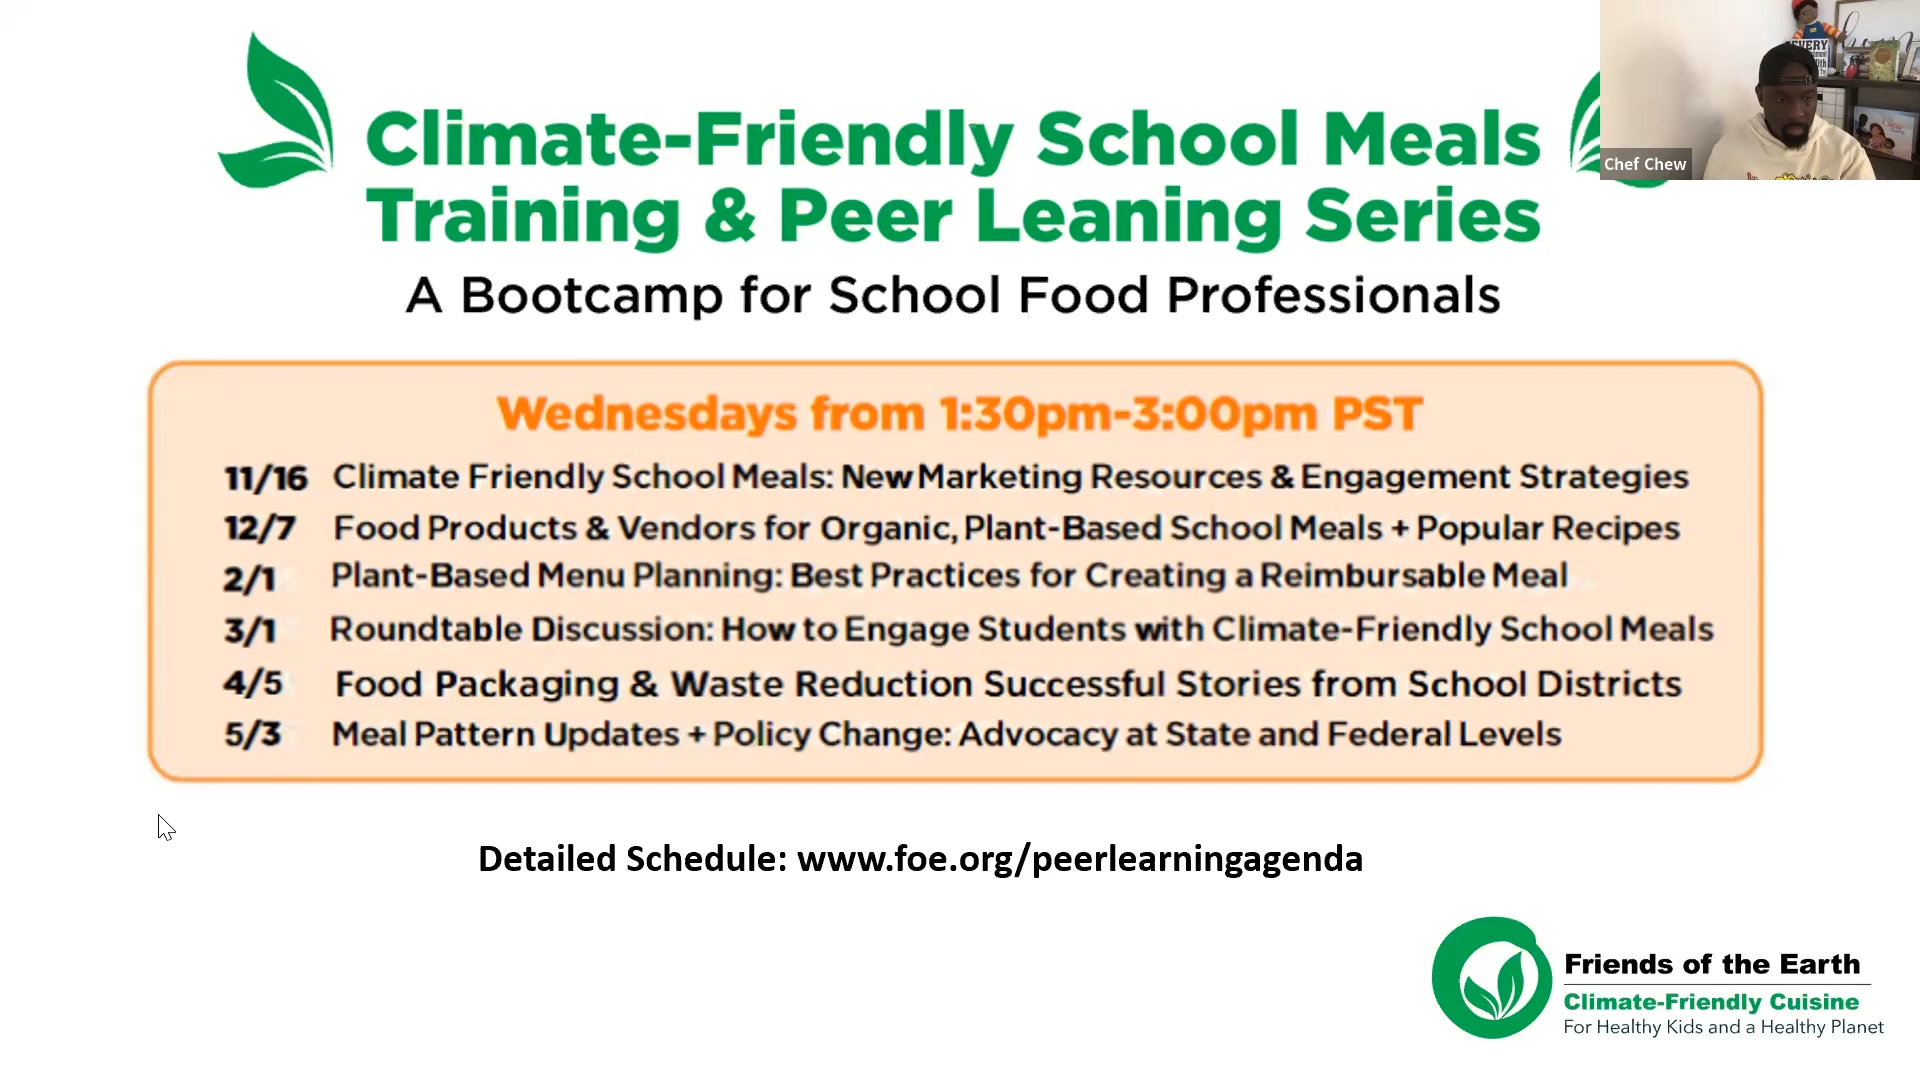 Climate-Friendly School Meals
Training & Peer Leaning Series
A Bootcamp for School Food Professionals
Wednesdays from 1:30pm-3:00pm PST
11/16 Climate Friendly School Meals: New Marketing Resources & Engagement Strategies
12/7 Food Products & Vendors for Organic, Plant-Based School Meals + Popular Recipes
2/1 Plant-Based Menu Planning: Best Practices for Creating a Reimbursable Meal
3/1 Roundtable Discussion: How to Engage Students with Climate-Friendly School Meals
4/5 Food Packaging & Waste Reduction Successful Stories from School Districts
5/3 Meal Pattern Updates + Policy Change: Advocacy at State and Federal Levels
Detailed Schedule: www.foe.org/peerlearningagenda
Friends of the Earth
Climate-Friendly Cuisine
For Healthy Kids and a Healthy Planet
Chef Chew
EVERY